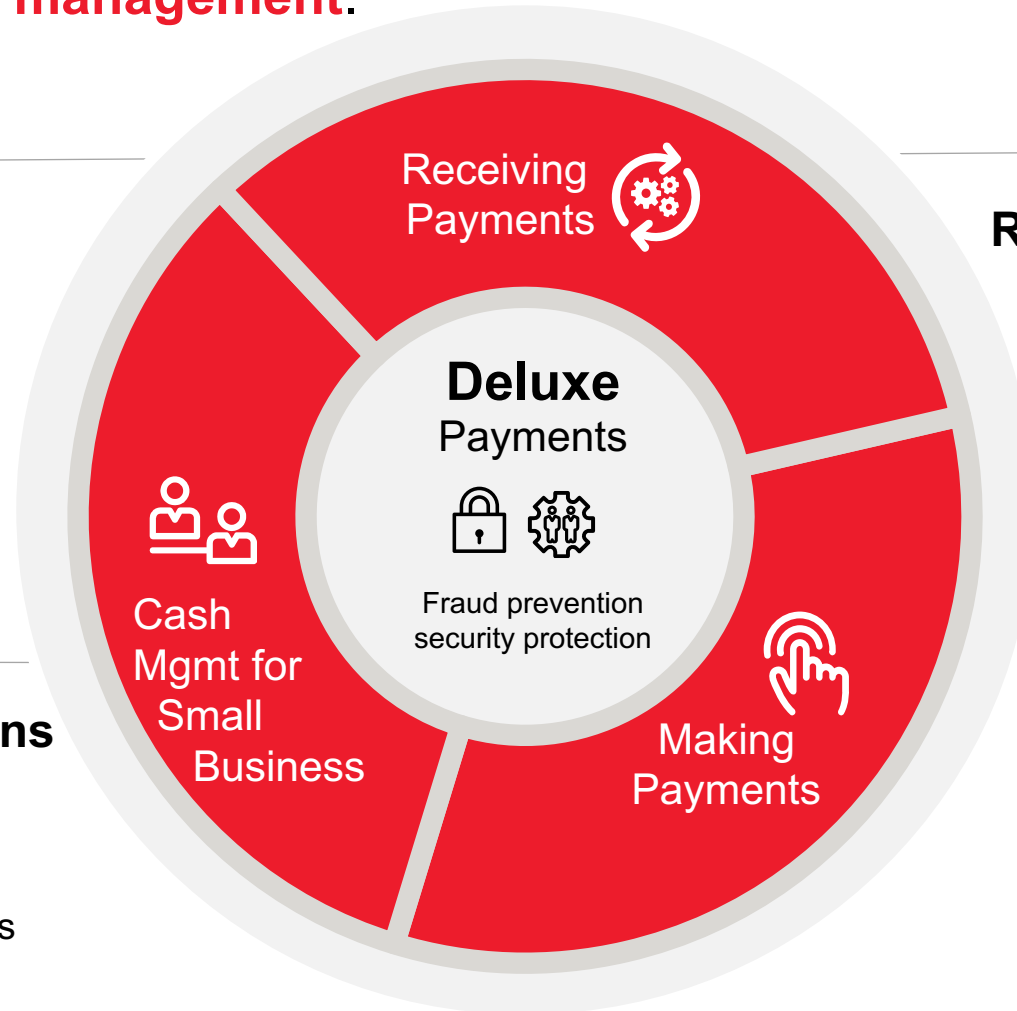 management.
Receiving
Payments
R
Deluxe
Payments
Fraud prevention
security protection
Cash
Mgmt for
Small
Business
ns
Making
Payments
s